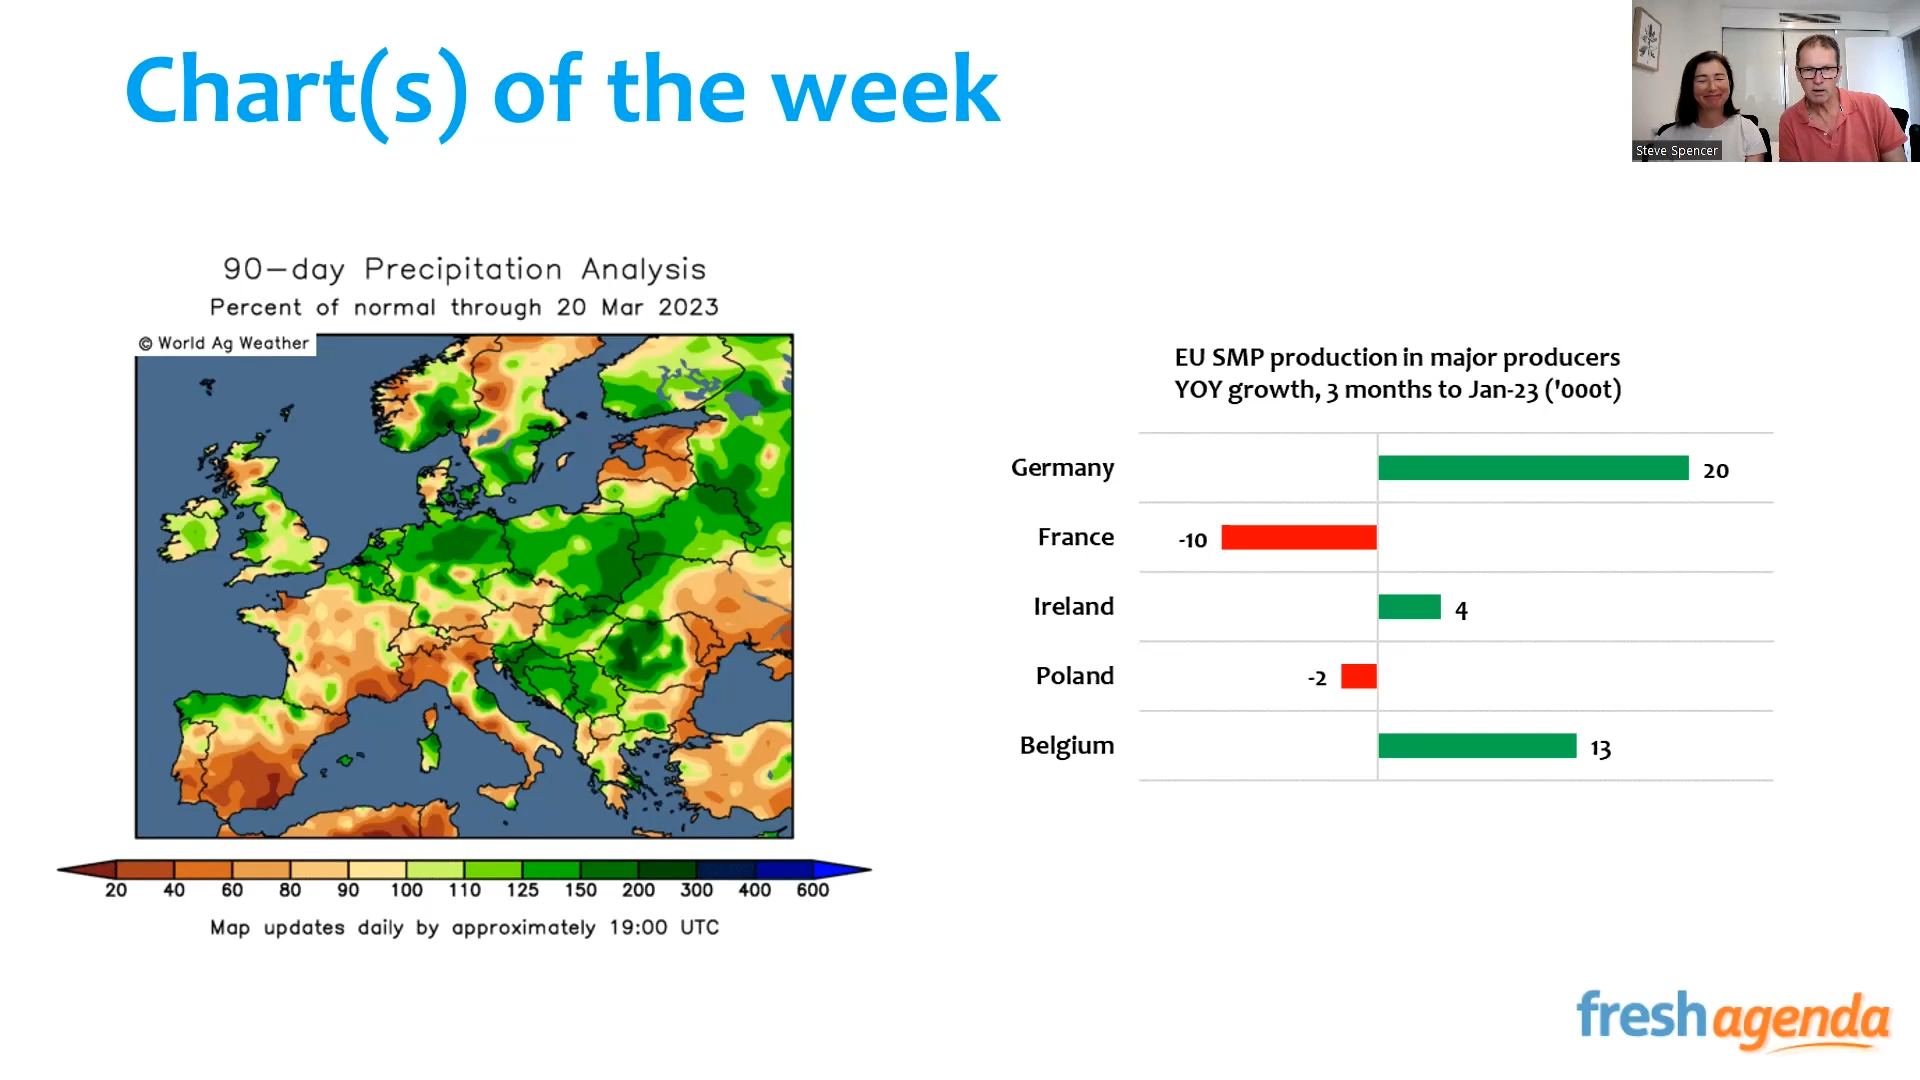 Chart(s) of the week
Steve Spencer
90-day Precipitation Analysis
Percent of normal through 20 Mar 2023
© World Ag Weather
20 40 60 80 90 100 110 125 150 200 300 400 600
Map updates daily by approximately 19:00 UTC
EU SMP production in major producers
YOY growth, 3 months to Jan-23 ('000t)
Germany 20
France -10
Ireland 4
Poland -2
Belgium 13
fresh agenda